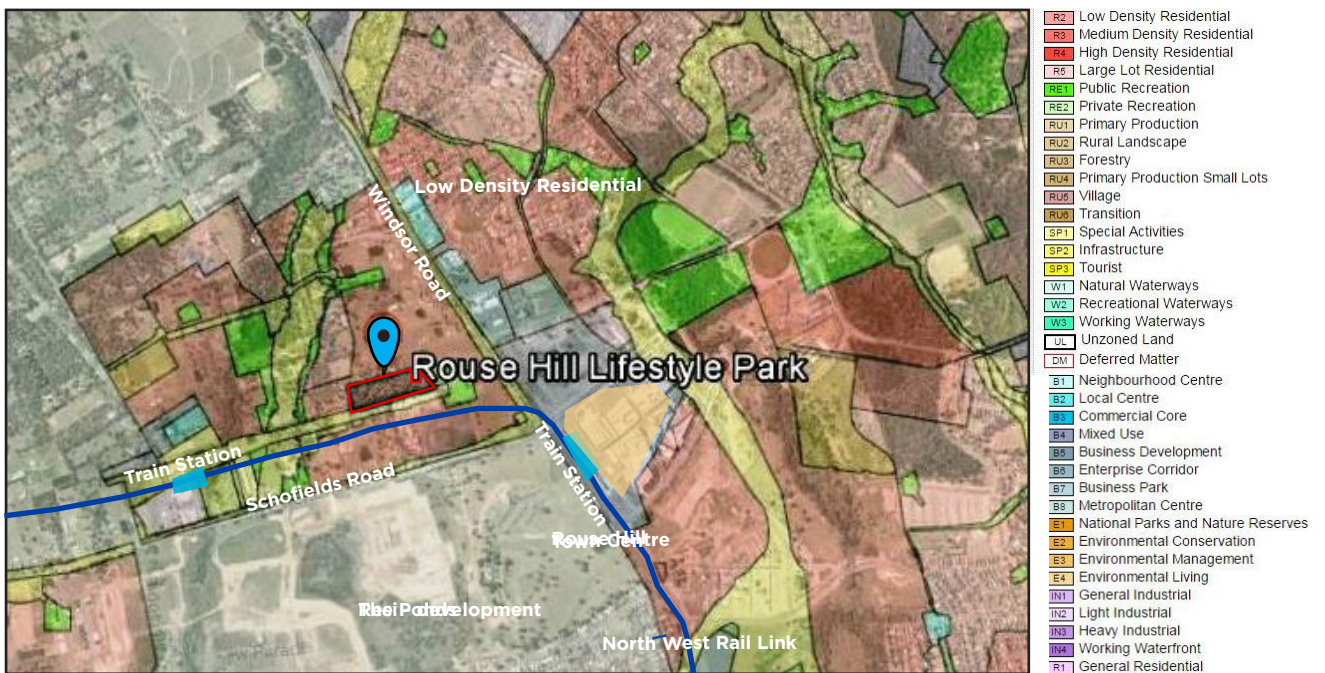 Low Density Residential
Windsor Road
Rouse Hill Lifestyle Park
Train Station
Train Station
Schofields Road
Rouse Hill
Town Centre
The Ponds
development
North West Rail Link
R2 Low Density Residential
R3 Medium Density Residential
R4 High Density Residential
R5 Large Lot Residential
RE1 Public Recreation
RE2 Private Recreation
RU1 Primary Production
RU2 Rural Landscape
RU3 Forestry
RU4 Primary Production Small Lots
RU5 Village
RU6 Transition
SP1 Special Activities
SP2 Infrastructure
SP3 Tourist
W1 Natural Waterways
W2 Recreational Waterways
W3 Working Waterways
UL Unzoned Land
DM Deferred Matter
B1 Neighbourhood Centre
B2 Local Centre
B3 Commercial Core
B4 Mixed Use
B5 Business Development
B6 Enterprise Corridor
B7 Business Park
B8 Metropolitan Centre
E1 National Parks and Nature Reserves
E2 Environmental Conservation
E3 Environmental Management
E4 Environmental Living
IN1 General Industrial
IN2 Light Industrial
IN3 Heavy Industrial
IN4 Working Waterfront
R1 General Residential